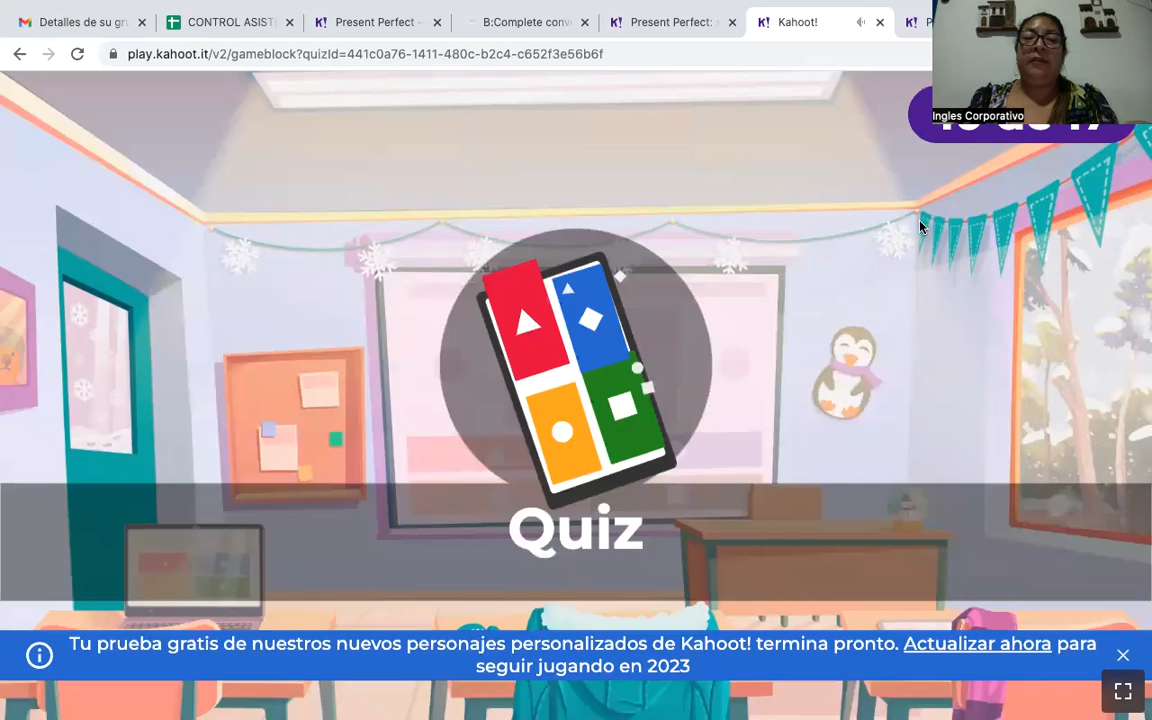 Detalles de su gr
CONTROL ASIST
K! Present Perfect -
B:Complete conv
K! Present Perfect: s
K! Kahoot!
K!
play.kahoot.it/v2/gameblock?quizId=441c0a76-1411-480c-b2c4-c652f3e56b6f
Ingles Corporativo
Quiz
Tu prueba gratis de nuestros nuevos personajes personalizados de Kahoot! termina pronto. Actualizar ahora para
seguir jugando en 2023